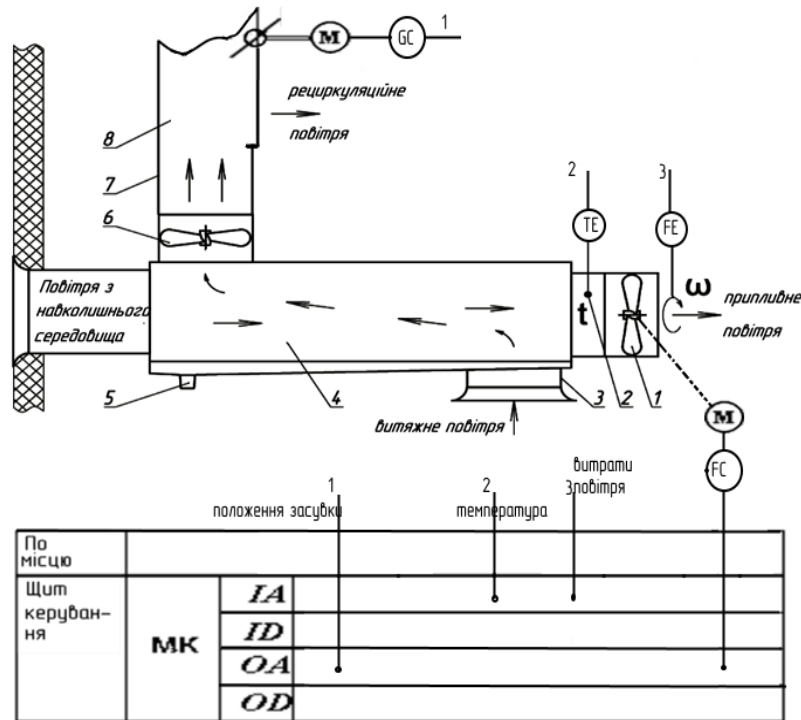 M
GC
1
рециркуляційне
повітря
8
7
6
2
3
TE
FE
Повітря з
навколишнього
середовища
t
ω
припливне
повітря
5
4
3
2
1
витяжне повітря
M
FC
1
положення засувки
2
температура
витрати
3повітря
По
місцю
Щит
керуван-
ня
МК
IA
ID
OA
OD